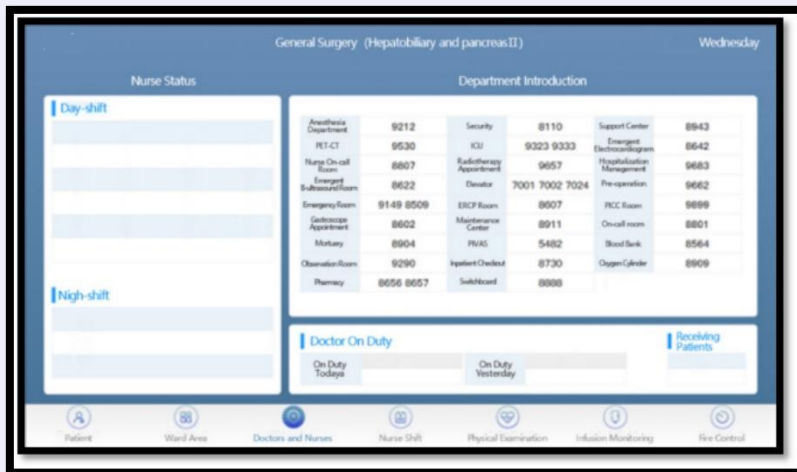 General Surgery (Hepatobiliary and pancreasII)
Wednesday
Nurse Status
Department Introduction
Day-shift
Anesthesia Department 9212 Security 8110 Support Center 8943
PET-CT 9530 ICU 9323 9333 Emergent Electrocardiogram 8642
Nurse On-call Room 8807 Radiotherapy Appointment 9657 Hospitalization Management 9683
Emergent B-ultrasound Room 8622 Elevator 7001 7002 7024 Pre-operation 9662
Emergency Room 9149 8509 ERCP Room 8607 PICC Room 9899
Gastroscope Appointment 8602 Maintenance Center 8911 On-call room 8801
Mortuary 8904 PIVAS 5482 Blood Bank 8564
Observation Room 9290 Inpatient Checkout 8730 Oxygen Cylinder 8909
Pharmacy 8656 8657 Switchboard 8888
Nigh-shift
Doctor On Duty
Receiving Patients
On Duty Todaya
On Duty Yesterday
Patient
Ward Area
Doctors and Nurses
Nurse Shift
Physical Examination
Infusion Monitoring
Fire Control